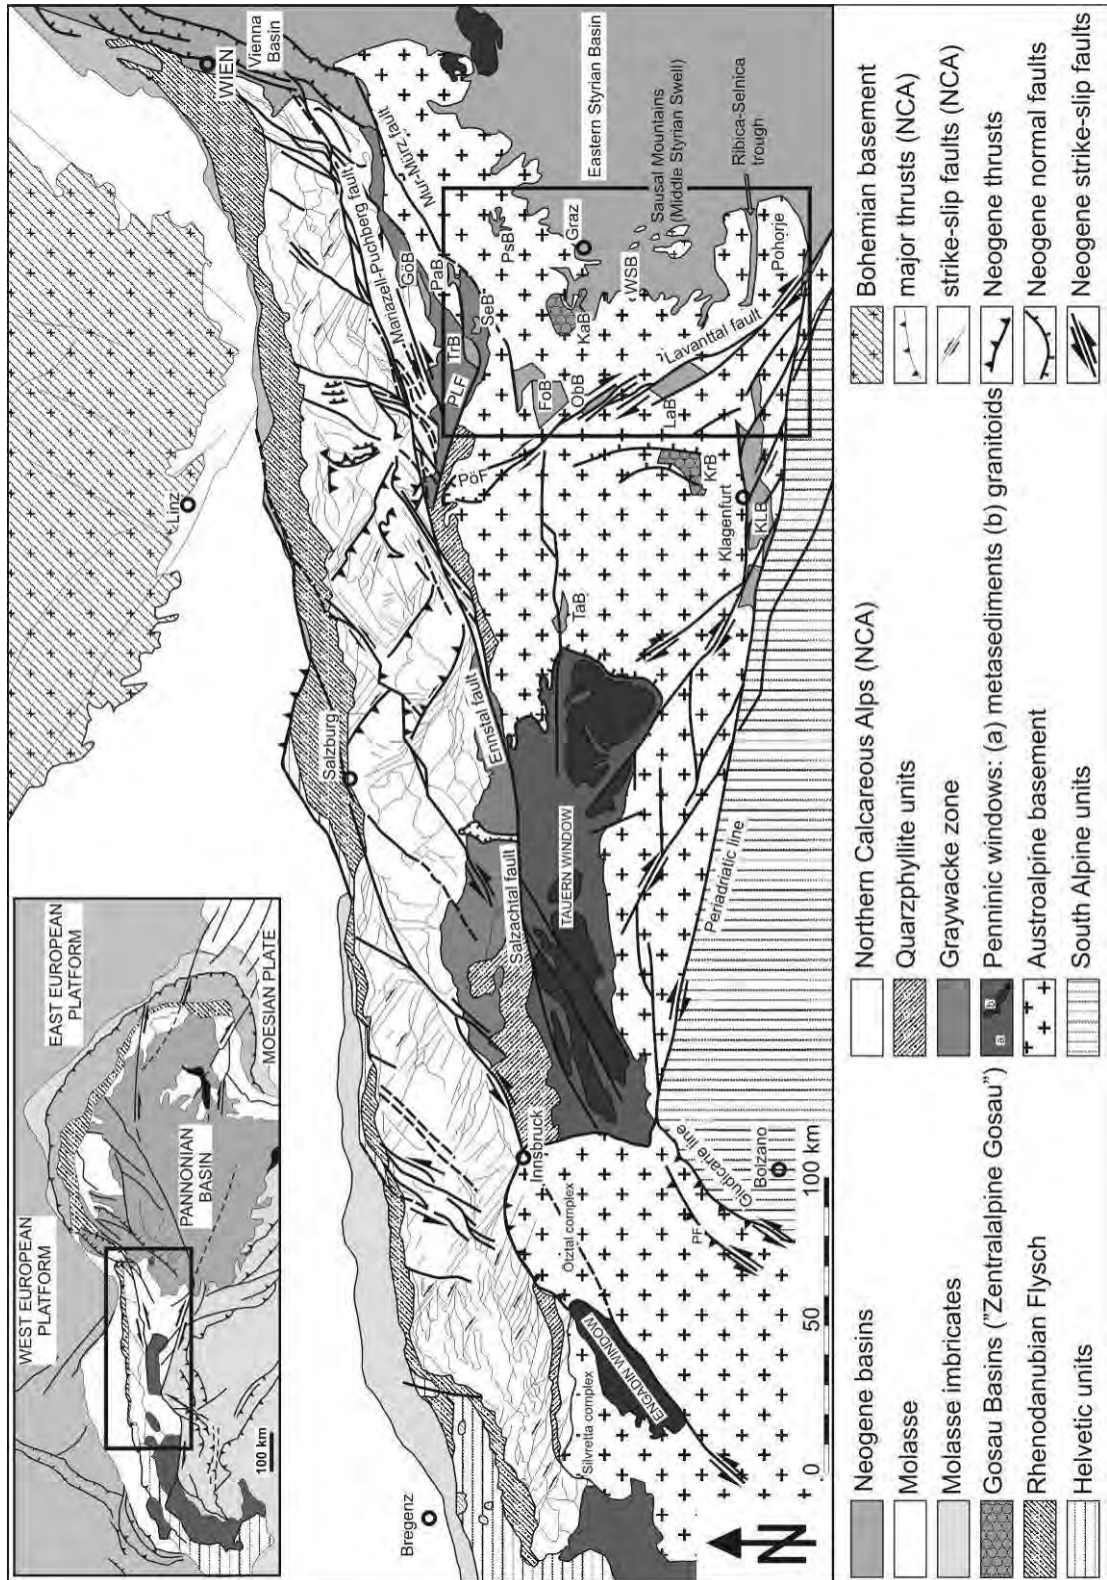 WEST EUROPEAN
PLATFORM
EAST EUROPEAN
PLATFORM
PANNONIAN
BASIN
MOESIAN PLATE
100 km
Linz
WIEN
Vienna
Basin
Salzburg
Bregenz
Innsbruck
Mariazell-Puchberg fault
Mur-Mürz fault
GöB
PaB
TrB
SeB
PLF
PöF
Ennstal fault
Salzachtal fault
TAUERN WINDOW
TaB
FoB
ObB
KaB
PsB
Graz
Eastern Styrian Basin
WSB
Sausal Mountains
(Middle Styrian Swell)
Ribica-Selnica
trough
Pohorje
Lavanttal fault
LaB
KrB
Klagenfurt
KLB
Periadriatic line
Giudicarie line
PF
Bolzano
Ötztal complex
Silvretta complex
ENGADIN WINDOW
N
0
50
100 km
Neogene basins
Molasse
Molasse imbricates
Gosau Basins ("Zentralalpine Gosau")
Rhenodanubian Flysch
Helvetic units
Northern Calcareous Alps (NCA)
Quarzphyllite units
Graywacke zone
a
b
Penninic windows: (a) metasediments (b) granitoids
Austroalpine basement
South Alpine units
Bohemian basement
major thrusts (NCA)
strike-slip faults (NCA)
Neogene thrusts
Neogene normal faults
Neogene strike-slip faults